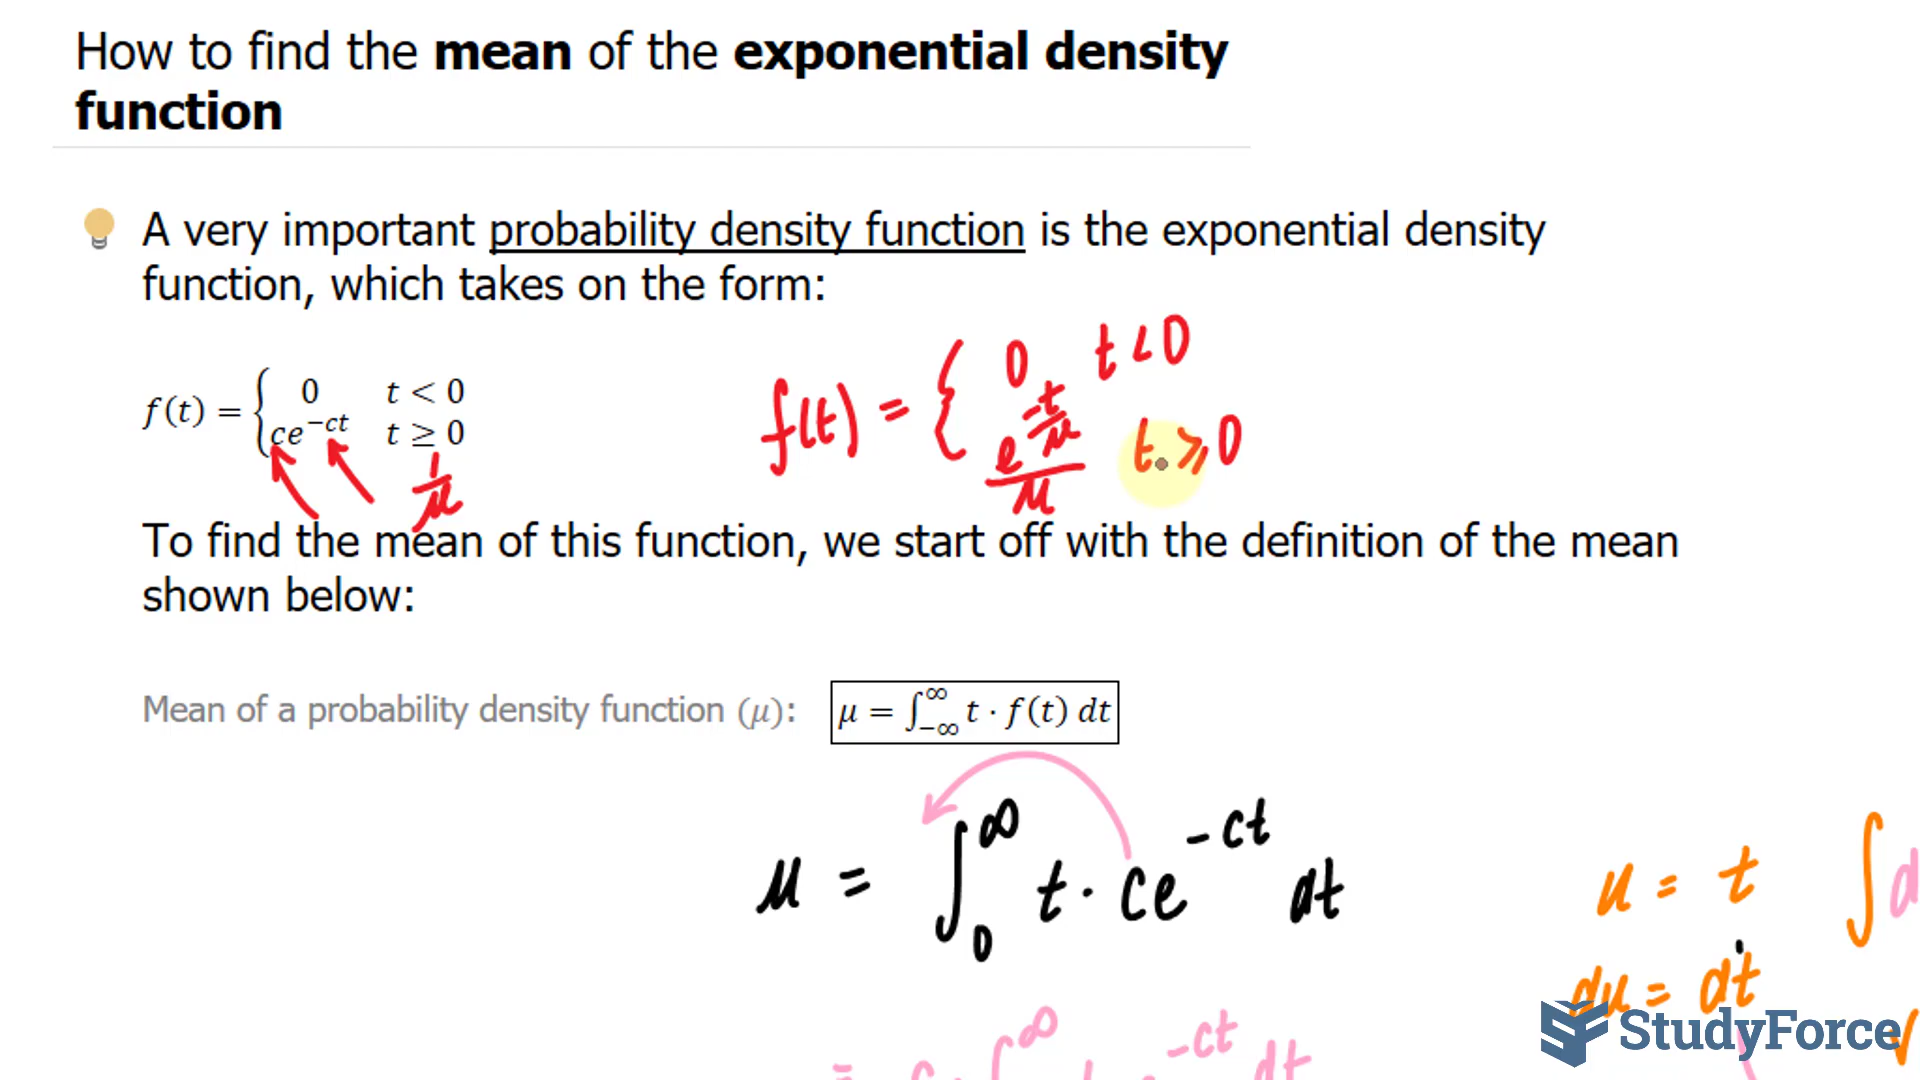 How to find the mean of the exponential density
function
A very important probability density function is the exponential density
function, which takes on the form:
f(t) = { 0 t < 0
ce^{-ct} t ≥ 0
1/μ
f(t) = { 0 t < 0
e^{-t/μ}/μ t ≥ 0
To find the mean of this function, we start off with the definition of the mean
shown below:
Mean of a probability density function (μ): μ = ∫_{-∞}^{∞} t · f(t) dt
μ = ∫_0^∞ t · ce^{-ct} dt
u = t ∫ d
du = dt
= ∫^∞ e^{-ct} dt
StudyForce